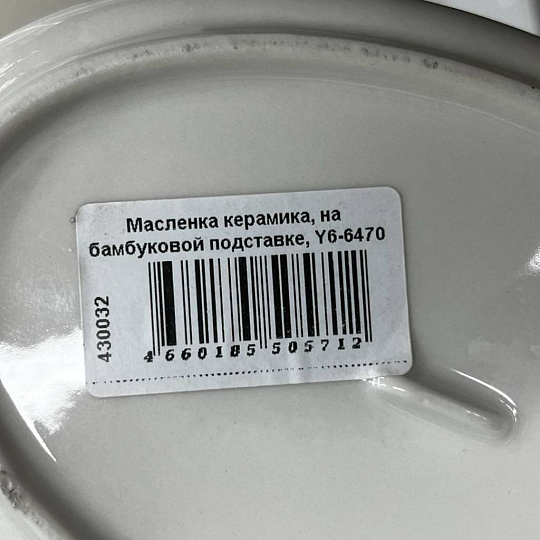 Масленка керамика, на
бамбуковой подставке, Y6-6470
430032
4 660185 505712